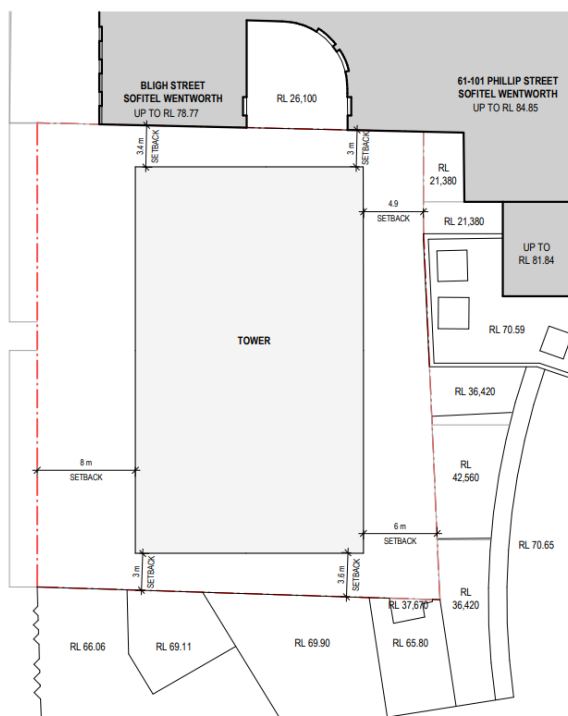 BLIGH STREET
SOFITEL WENTWORTH
UP TO RL 78.77
RL 26,100
61-101 PHILLIP STREET
SOFITEL WENTWORTH
UP TO RL 84.85
3.4 m
SETBACK
3 m
SETBACK
RL
21,380
4.9
SETBACK
RL 21,380
UP TO
RL 81.84
RL 70.59
TOWER
RL 36,420
8 m
SETBACK
RL
42,560
6 m
SETBACK
RL 70.65
3 m
SETBACK
3.6 m
SETBACK
RL 37,670
RL
36,420
RL 66.06
RL 69.11
RL 69.90
RL 65.80